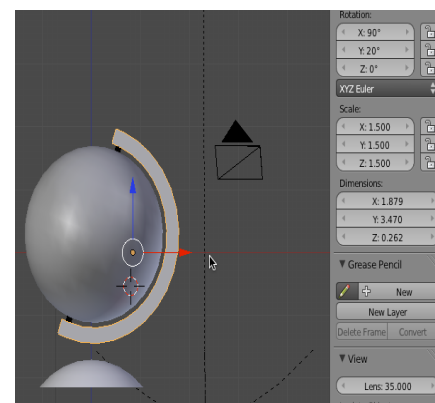 Rotation:
X: 90°
Y: 20°
Z: 0°
XYZ Euler
Scale:
X: 1.500
Y: 1.500
Z: 1.500
Dimensions:
X: 1.879
Y: 3.470
Z: 0.262
Grease Pencil
New
New Layer
Delete Frame Convert
View
Lens: 35.000